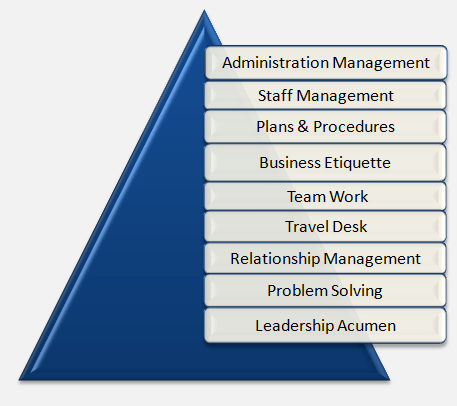 Administration Management
Staff Management
Plans & Procedures
Business Etiquette
Team Work
Travel Desk
Relationship Management
Problem Solving
Leadership Acumen